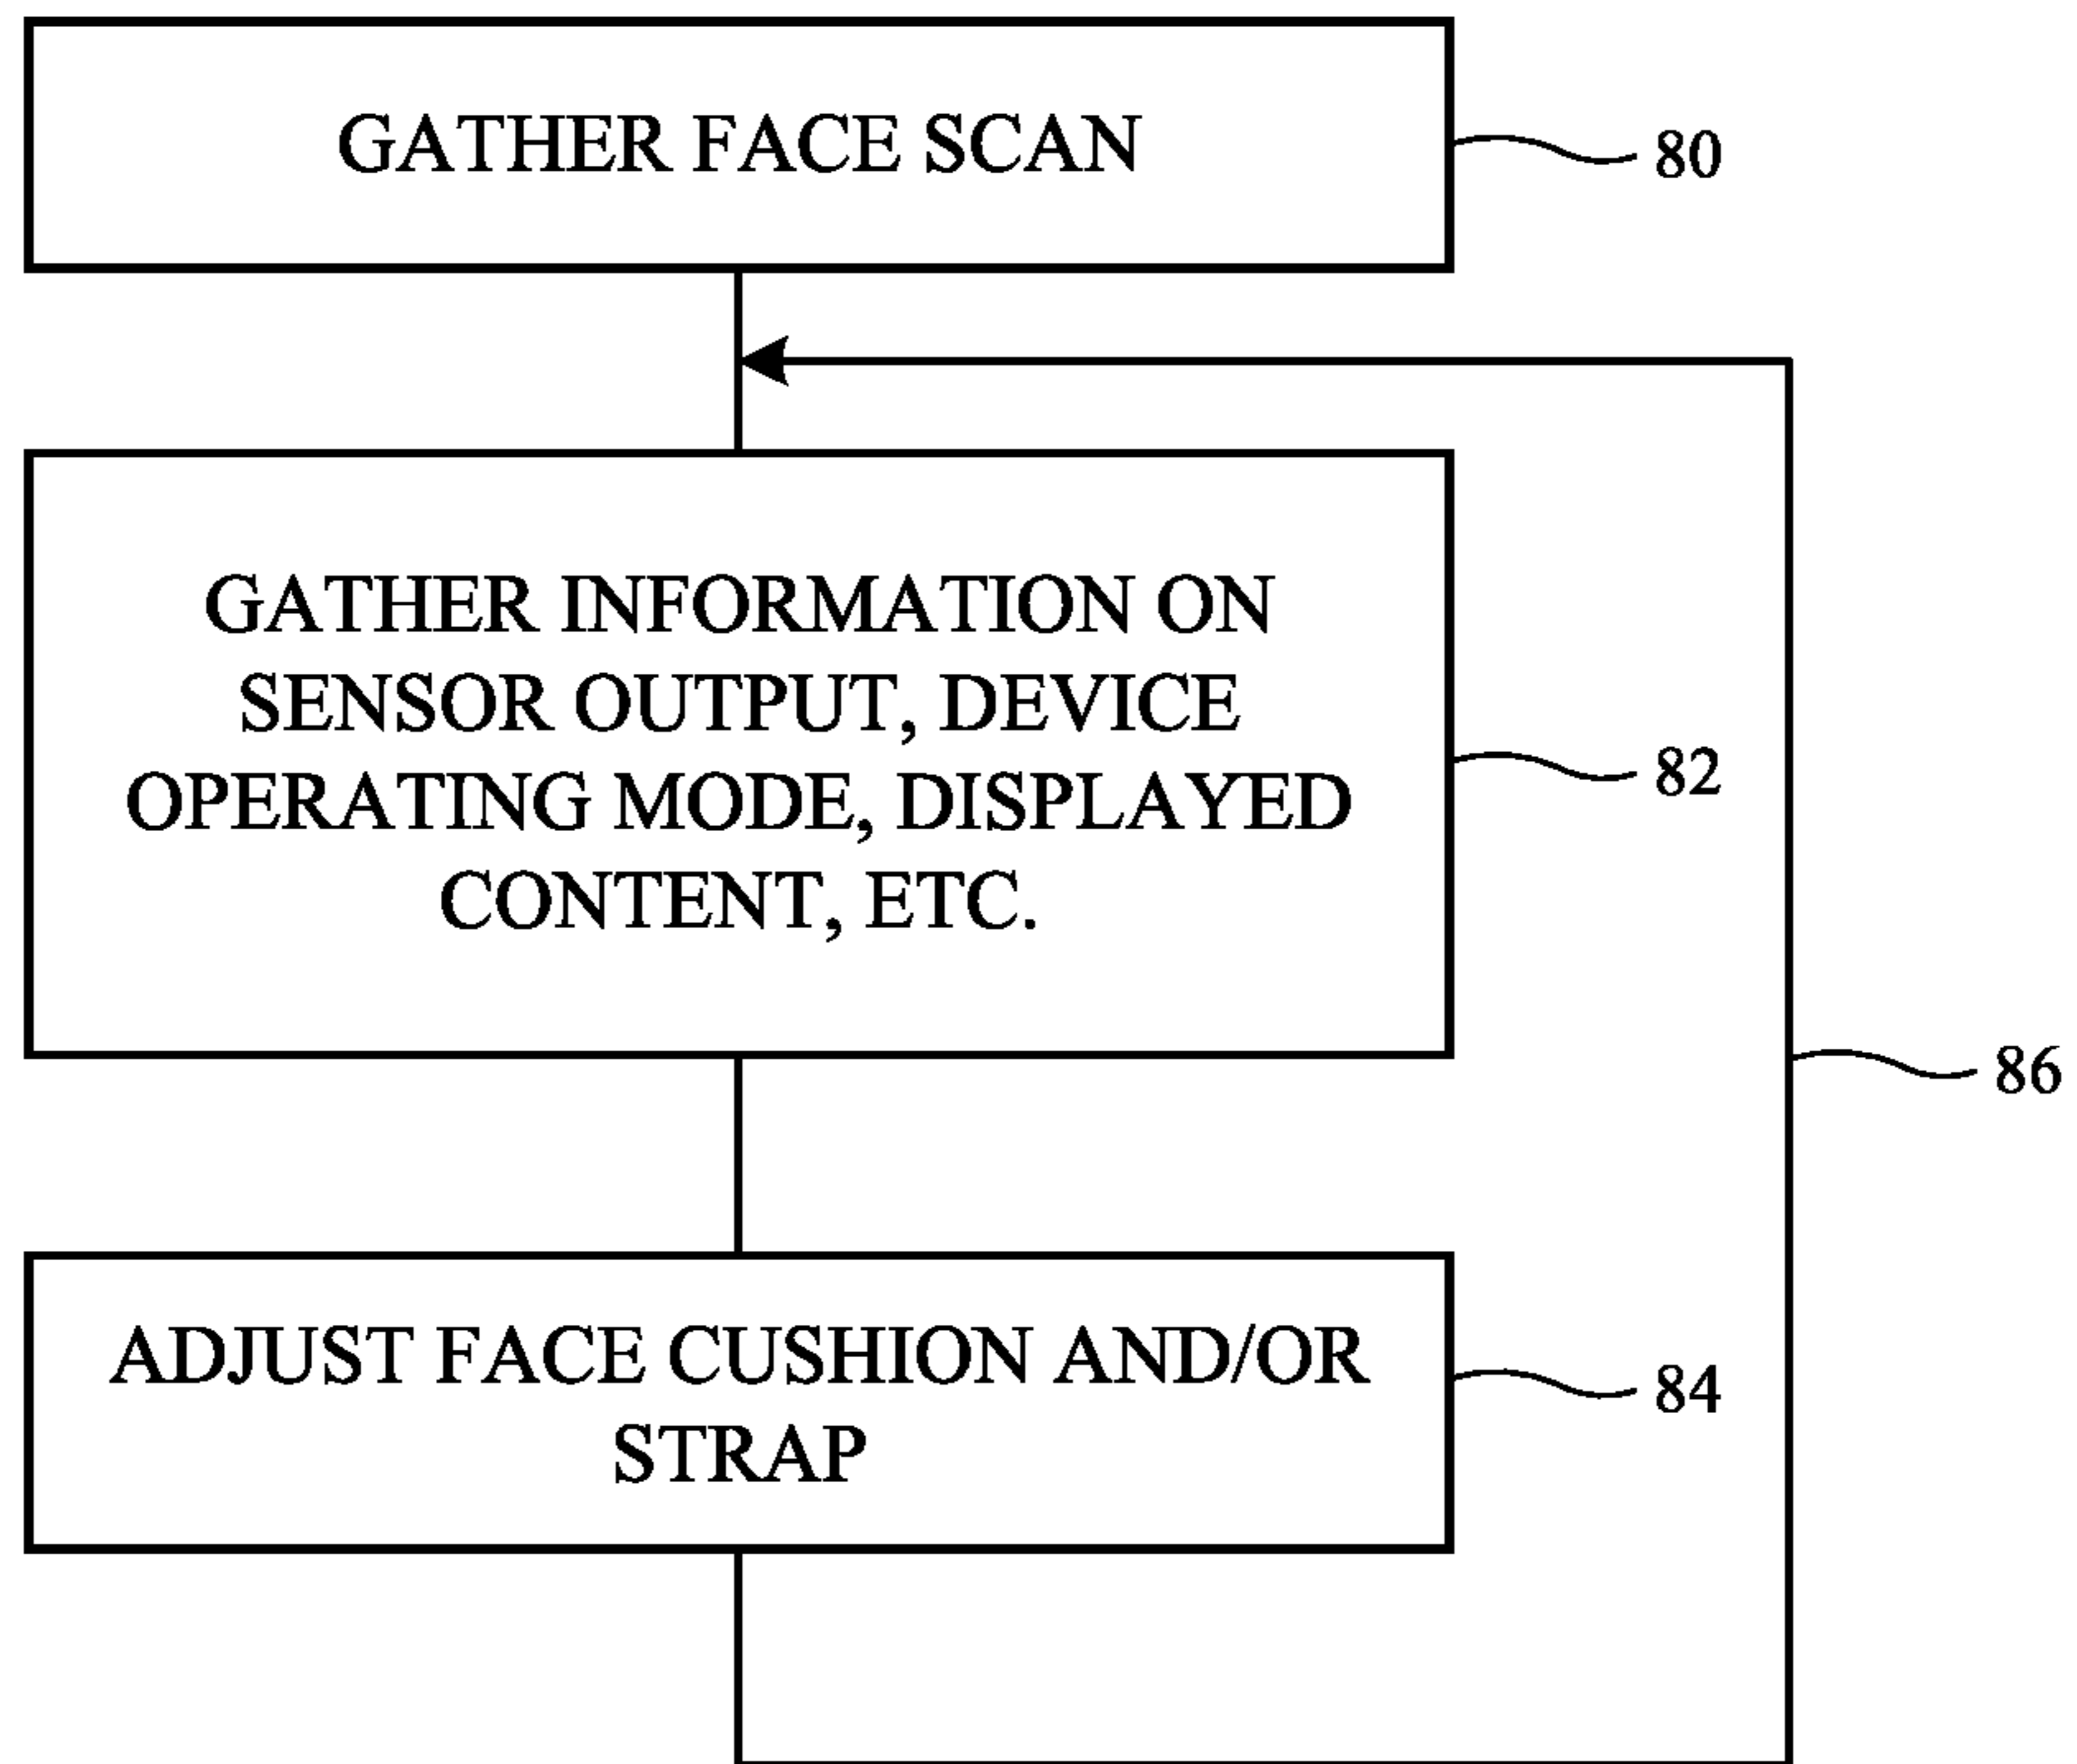 GATHER FACE SCAN
80
GATHER INFORMATION ON
SENSOR OUTPUT, DEVICE
OPERATING MODE, DISPLAYED
CONTENT, ETC.
82
86
ADJUST FACE CUSHION AND/OR
STRAP
84